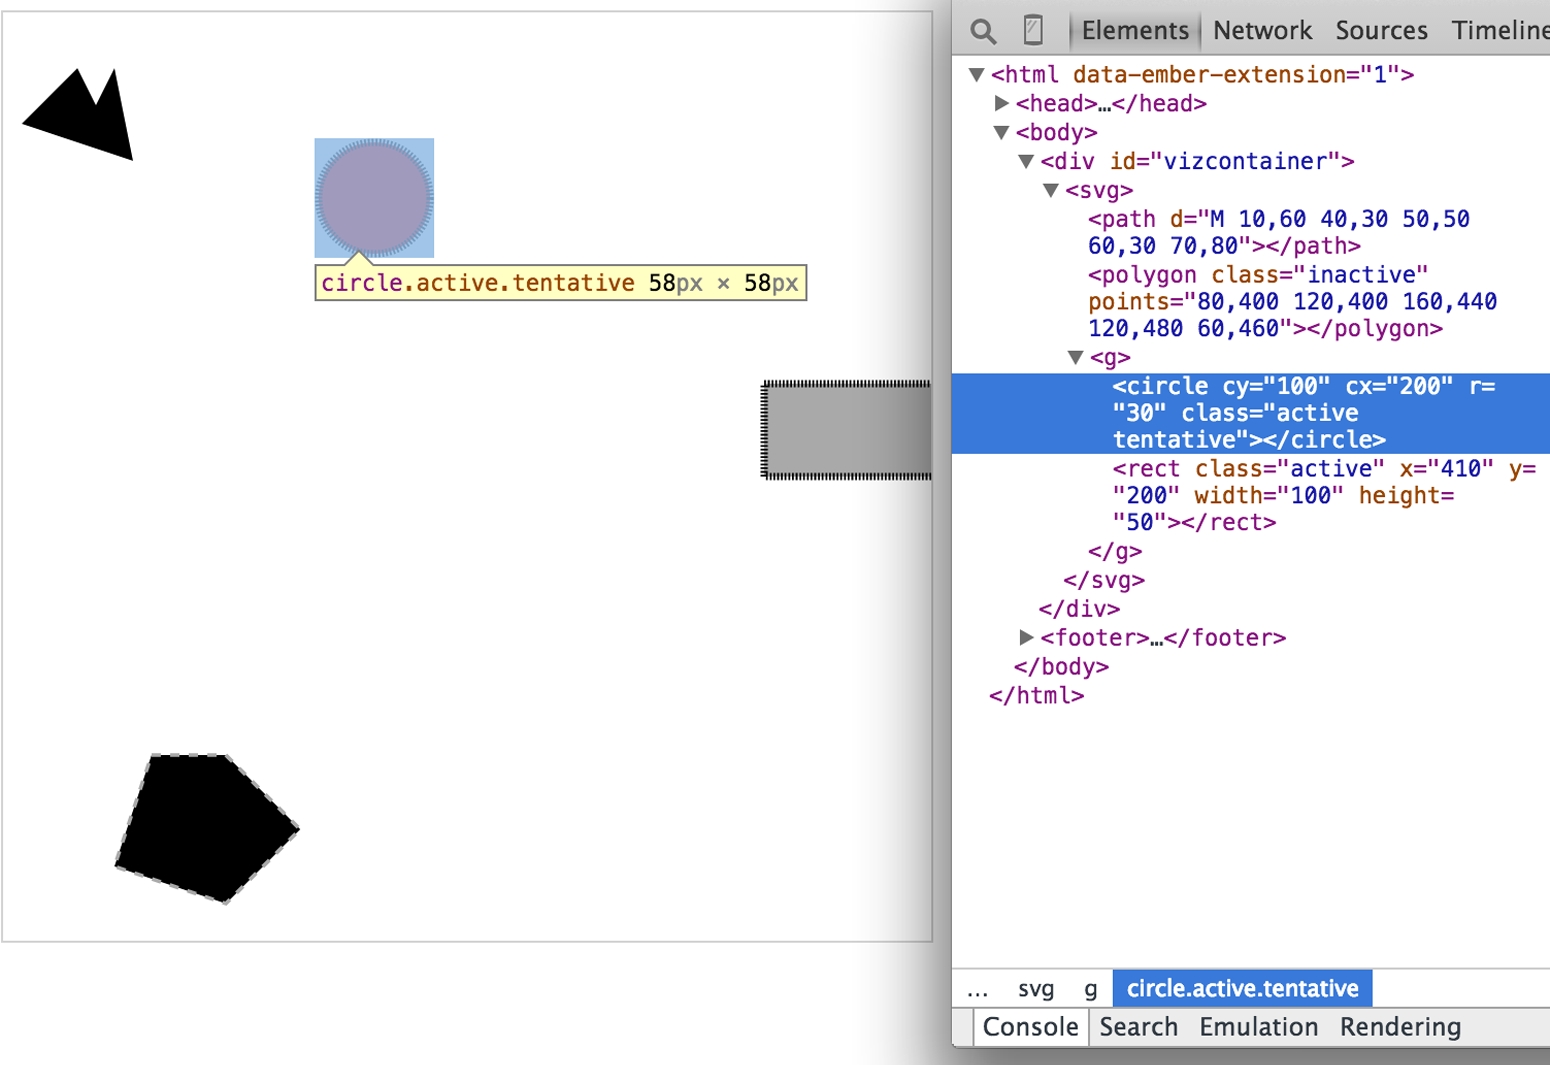 circle.active.tentative 58px × 58px
Elements Network Sources Timeline
▼<html data-ember-extension="1">
▶<head>…</head>
▼<body>
▼<div id="vizcontainer">
▼<svg>
<path d="M 10,60 40,30 50,50
60,30 70,80"></path>
<polygon class="inactive"
points="80,400 120,400 160,440
120,480 60,460"></polygon>
▼<g>
<circle cy="100" cx="200" r=
"30" class="active
tentative"></circle>
<rect class="active" x="410" y=
"200" width="100" height=
"50"></rect>
</g>
</svg>
</div>
▶<footer>…</footer>
</body>
</html>
... svg g circle.active.tentative
Console Search Emulation Rendering